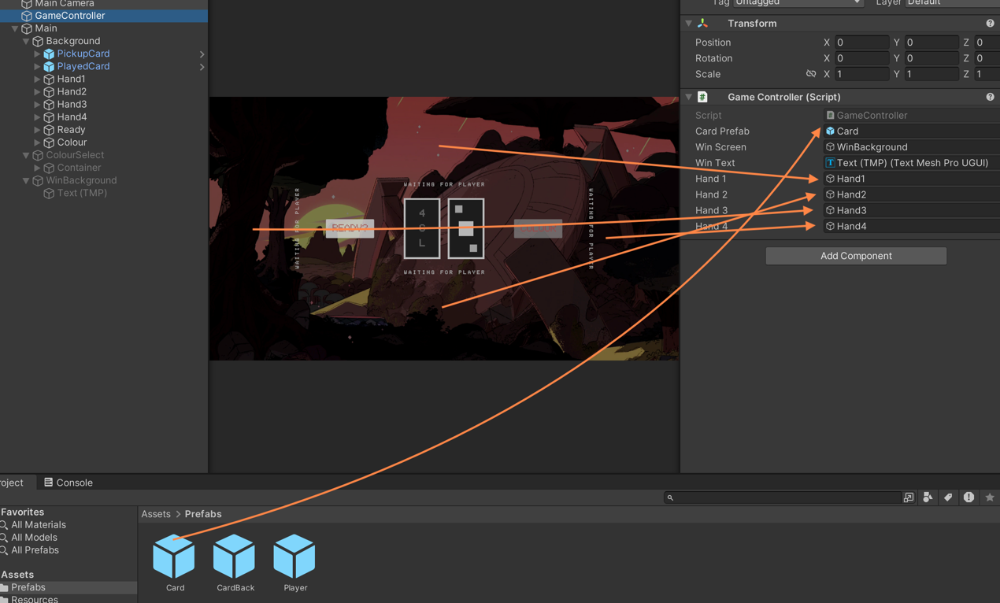 Main Camera
GameController
Main
Background
PickupCard
PlayedCard
Hand1
Hand2
Hand3
Hand4
Ready
Colour
ColourSelect
Container
WinBackground
Text (TMP)
WAITING FOR PLAYER
WAITING FOR PLAYER
READY?
4
L
WAITING FOR PLAYER
WAITING FOR PLAYER
Tag Untagged Layer Default
Transform
Position X 0 Y 0 Z 0
Rotation X 0 Y 0 Z 0
Scale X 1 Y 1 Z 1
# Game Controller (Script)
Script # GameController
Card Prefab Card
Win Screen WinBackground
Win Text T Text (TMP) (Text Mesh Pro UGUI)
Hand 1 Hand1
Hand 2 Hand2
Hand 3 Hand3
Hand 4 Hand4
Add Component
roject Console
Favorites
All Materials
All Models
All Prefabs
Assets
Prefabs
Resources
Assets > Prefabs
Card CardBack Player